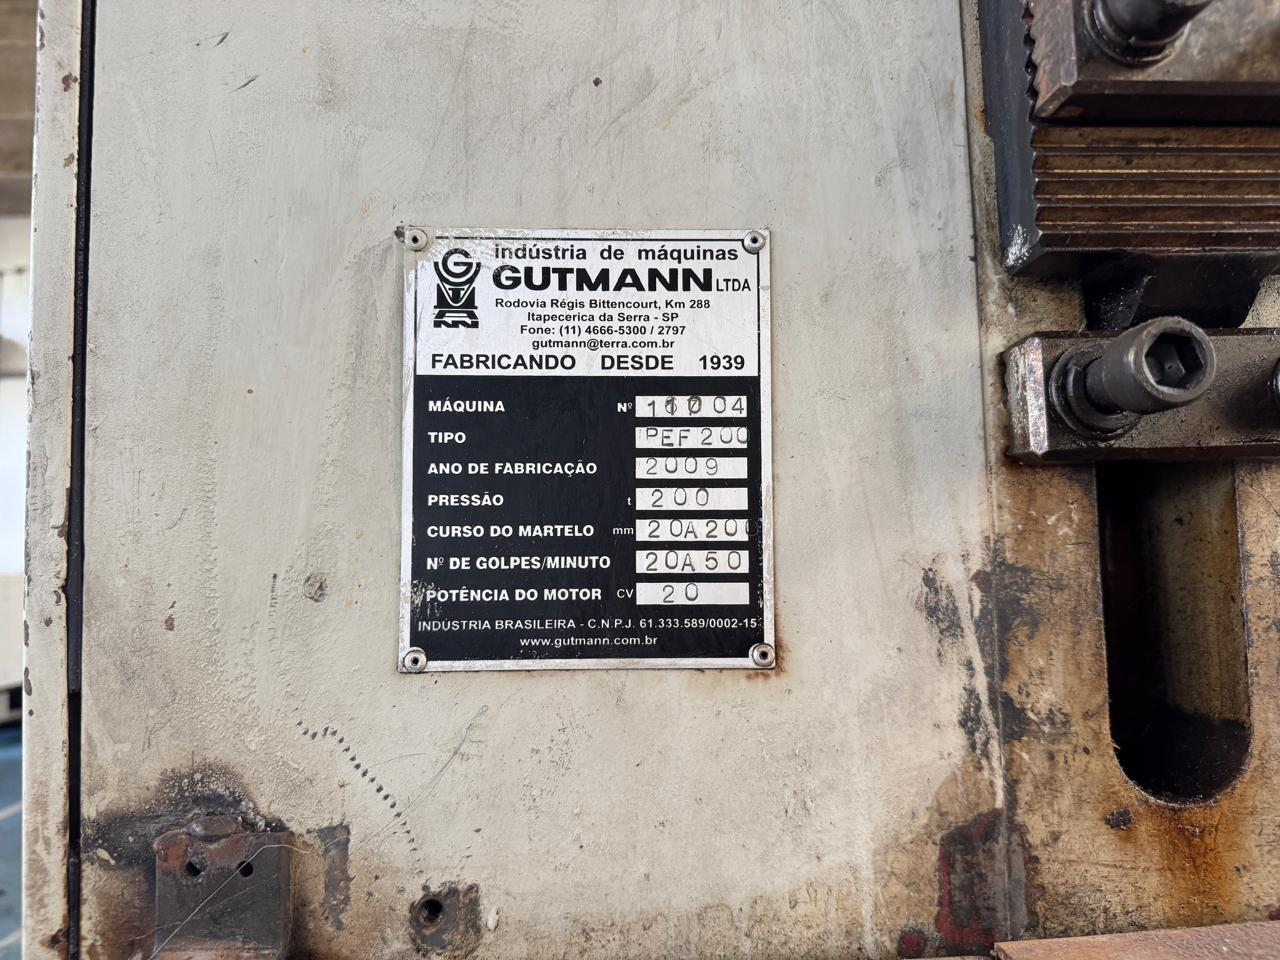 indústria de máquinas
GUTMANN LTDA
Rodovia Régis Bittencourt, Km 288
Itapecerica da Serra - SP
Fone: (11) 4666-5300 / 2797
gutmann@terra.com.br
FABRICANDO DESDE 1939
MÁQUINA Nº
TIPO PEF 200
ANO DE FABRICAÇÃO 2009
PRESSÃO t 200
CURSO DO MARTELO mm 20A200
Nº DE GOLPES/MINUTO 20A50
POTÊNCIA DO MOTOR CV 20
INDÚSTRIA BRASILEIRA - C.N.P.J. 61.333.589/0002-15
www.gutmann.com.br